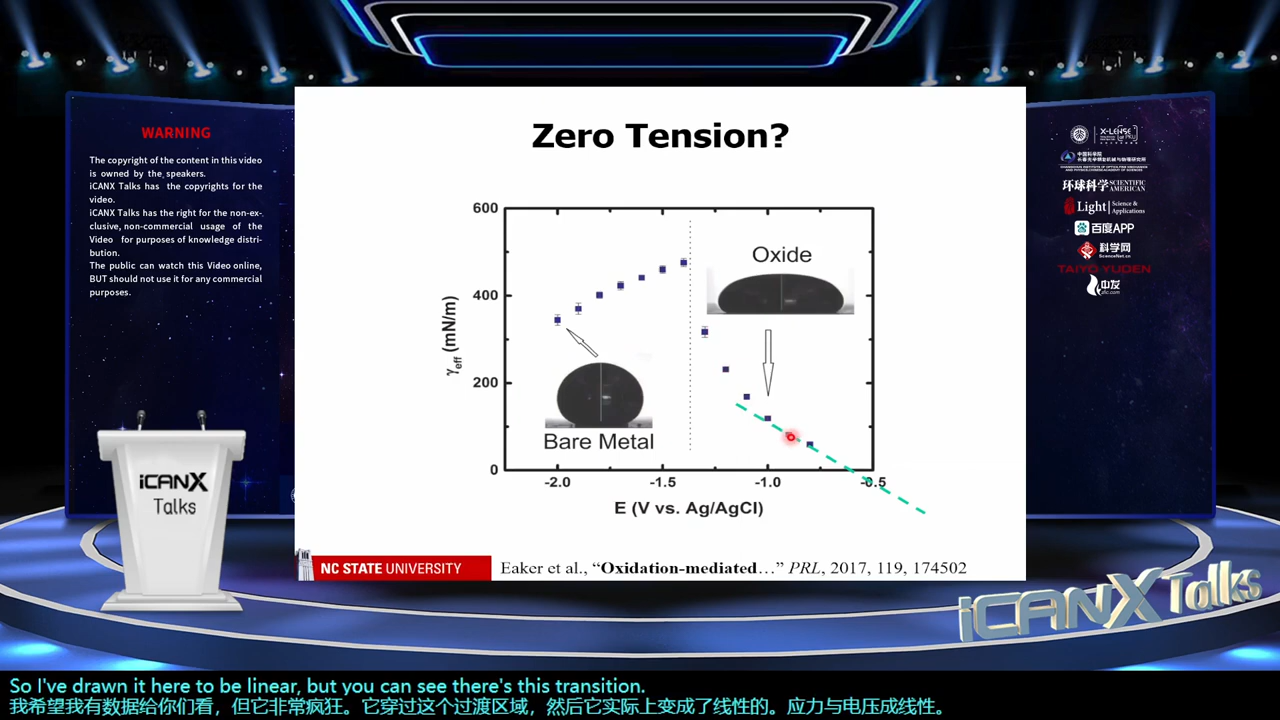 WARNING
The copyright of the content in this video
is owned by the speakers.
iCANX Talks has the copyrights for the
video.
iCANX Talks has the right for the non-ex-
clusive, non-commercial usage of the
Video for purposes of knowledge distri-
bution.
The public can watch this Video online,
BUT should not use it for any commercial
purposes.
iCANX
Talks
Zero Tension?
600
400
200
0
γeff (mN/m)
Oxide
Bare Metal
-2.0 -1.5 -1.0 -0.5
E (V vs. Ag/AgCl)
NC STATE UNIVERSITY
Eaker et al., “Oxidation-mediated…” PRL, 2017, 119, 174502
X-LENSE
环球科学 SCIENTIFIC AMERICAN
Light Science & Applications
百度APP
科学网
ScienceNet.cn
TAIYO YUDEN
中友
iCANX Talks
So I've drawn it here to be linear, but you can see there's this transition.
我希望我有数据给你们看，但它非常疯狂。它穿过这个过渡区域，然后它实际上变成了线性的。应力与电压成线性。